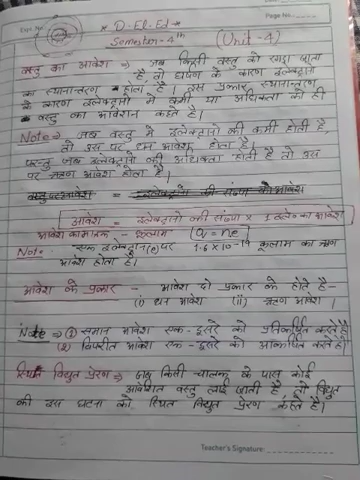 Page No.
* D.El.Ed *
Semester-4th (Unit-4)
वस्तु का आवेश ⇒ जब किसी वस्तु को रगड़ा जाता
है तो घर्षण के कारण इलेक्ट्रानो
का स्थानान्तरण होता है। इस प्रकार स्थानान्तरण
के कारण इलेक्ट्रानो में कमी या अधिकता को ही
वस्तु का आवेशन कहते है।
Note ⇒ जब वस्तु में इलेक्ट्रानो की कमी होती है,
तो उस पर धन आवेश होता है।
परन्तु जब इलेक्ट्रानो की अधिकता होती है तो उस
पर ऋण आवेश होता है।
आवेश = इलेक्ट्रानो की संख्या × 1 इले० का आवेश
आवेश का मात्रक - कूलाम Q = ne
Note. एक इलेक्ट्रान(e) पर 1.6×10-19 कूलाम का ऋण
आवेश होता है।
आवेश के प्रकार - आवेश दो प्रकार के होते है-
(i) धन आवेश (ii) ऋण आवेश।
Note ⇒ (1) समान आवेश एक-दूसरे को प्रतिकर्षित करते है
(2) विपरीत आवेश एक-दूसरे को आकर्षित करते है।
स्थिर विद्युत प्रेरण ⇒ जब किसी चालक के पास कोई
आवेशित वस्तु लाई जाती है, तो विद्युत
की इस घटना को स्थिर विद्युत प्रेरण कहते है।
Teacher's Signature: